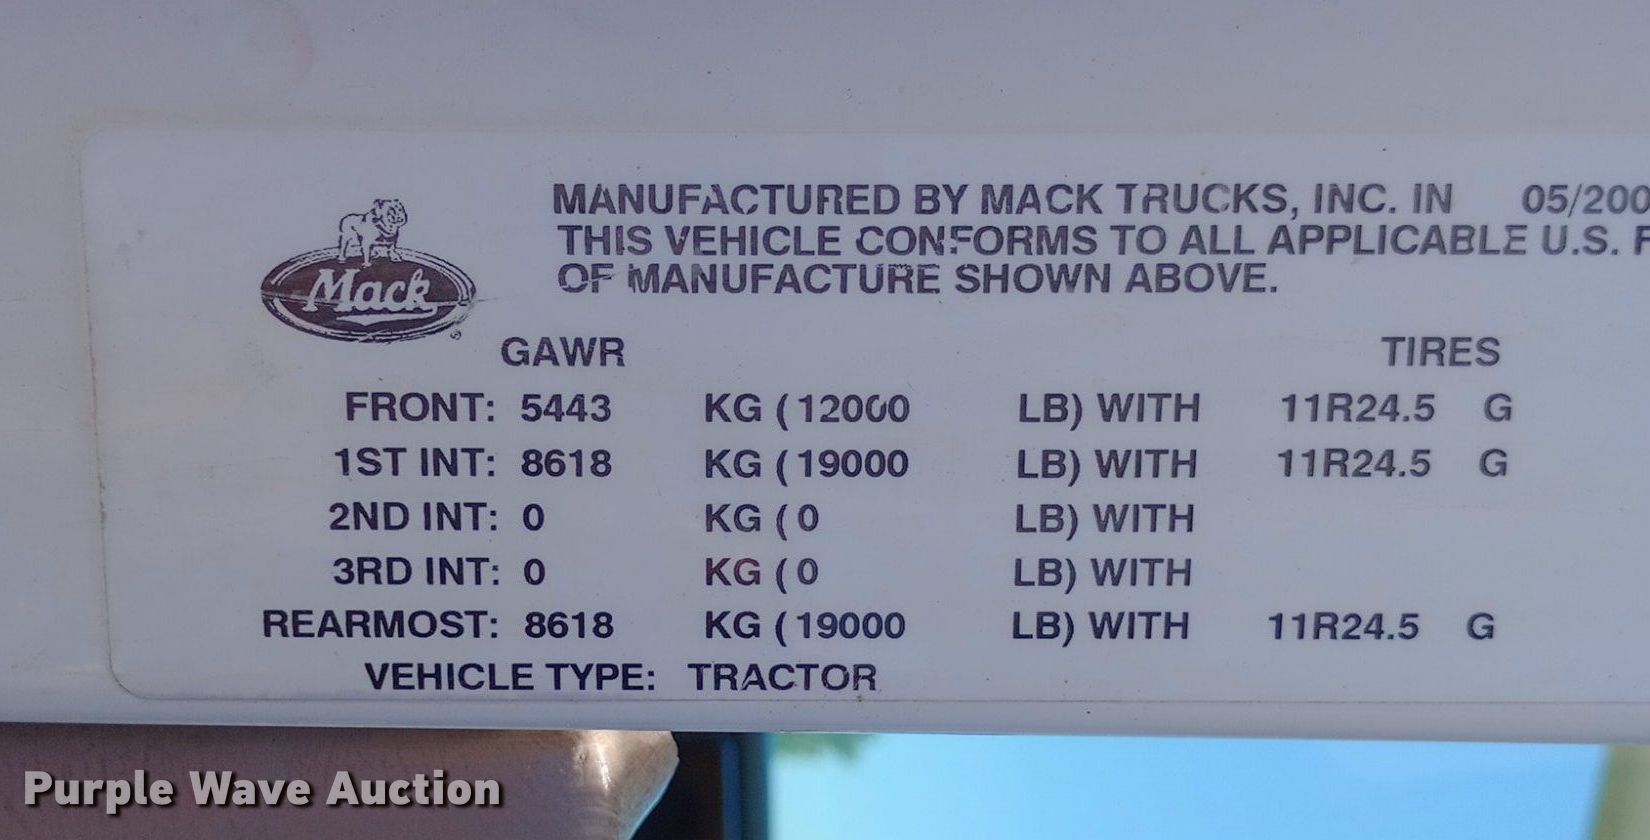 MANUFACTURED BY MACK TRUCKS, INC. IN 05/200
THIS VEHICLE CONFORMS TO ALL APPLICABLE U.S. F
OF MANUFACTURE SHOWN ABOVE.
Mack
GAWR TIRES
FRONT: 5443 KG (12000 LB) WITH 11R24.5 G
1ST INT: 8618 KG (19000 LB) WITH 11R24.5 G
2ND INT: 0 KG (0 LB) WITH
3RD INT: 0 KG (0 LB) WITH
REARMOST: 8618 KG (19000 LB) WITH 11R24.5 G
VEHICLE TYPE: TRACTOR
Purple Wave Auction